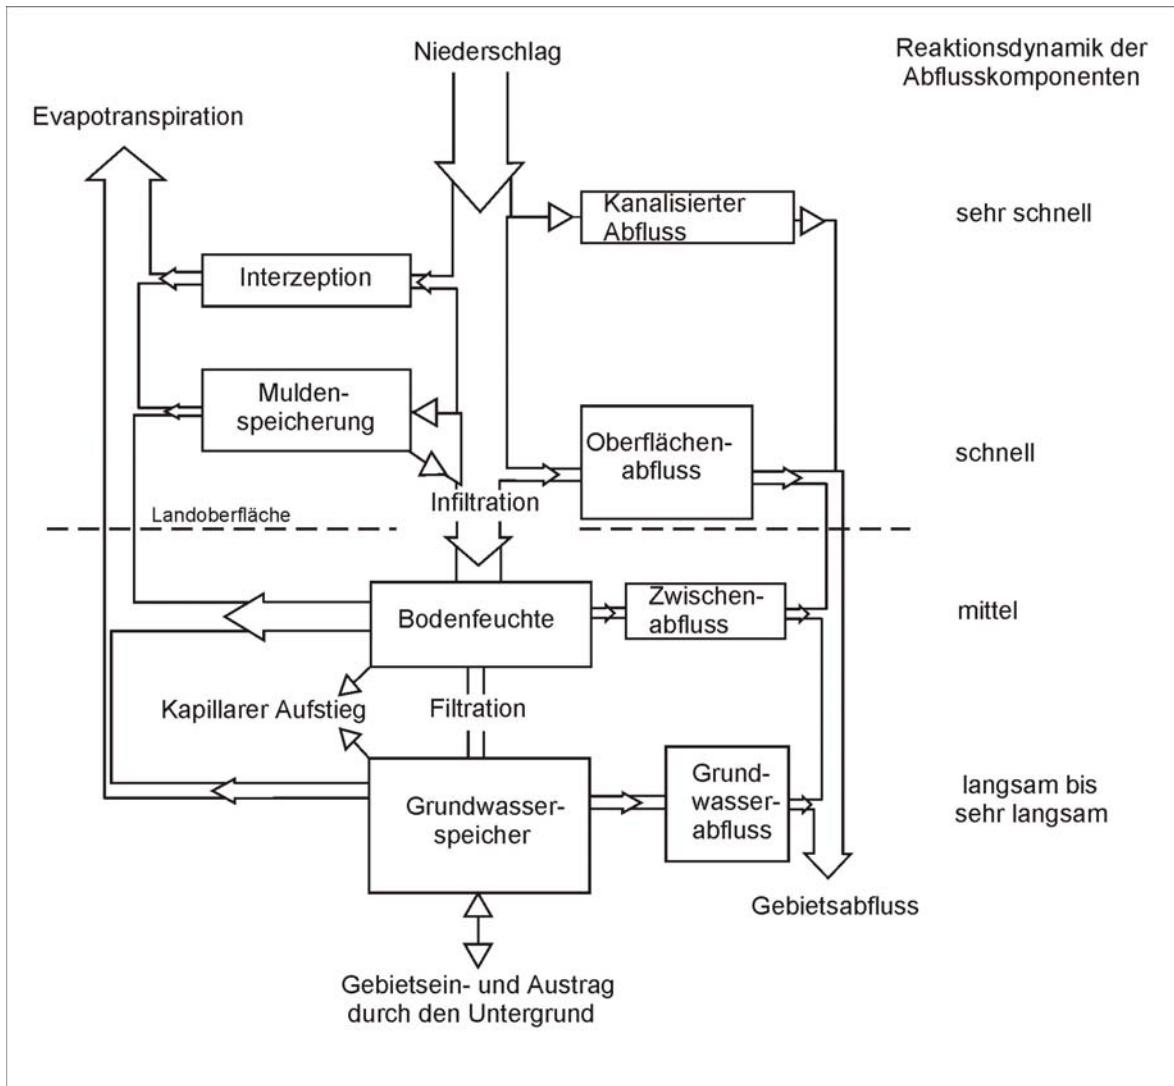 Niederschlag
Reaktionsdynamik der
Abflusskomponenten
Evapotranspiration
Kanalisierter
Abfluss
sehr schnell
Interzeption
Mulden-
speicherung
Oberflächen-
abfluss
schnell
Infiltration
Landoberfläche
Bodenfeuchte
Zwischen-
abfluss
mittel
Kapillarer Aufstieg
Filtration
Grundwasser-
speicher
Grund-
wasser-
abfluss
langsam bis
sehr langsam
Gebietsabfluss
Gebietsein- und Austrag
durch den Untergrund